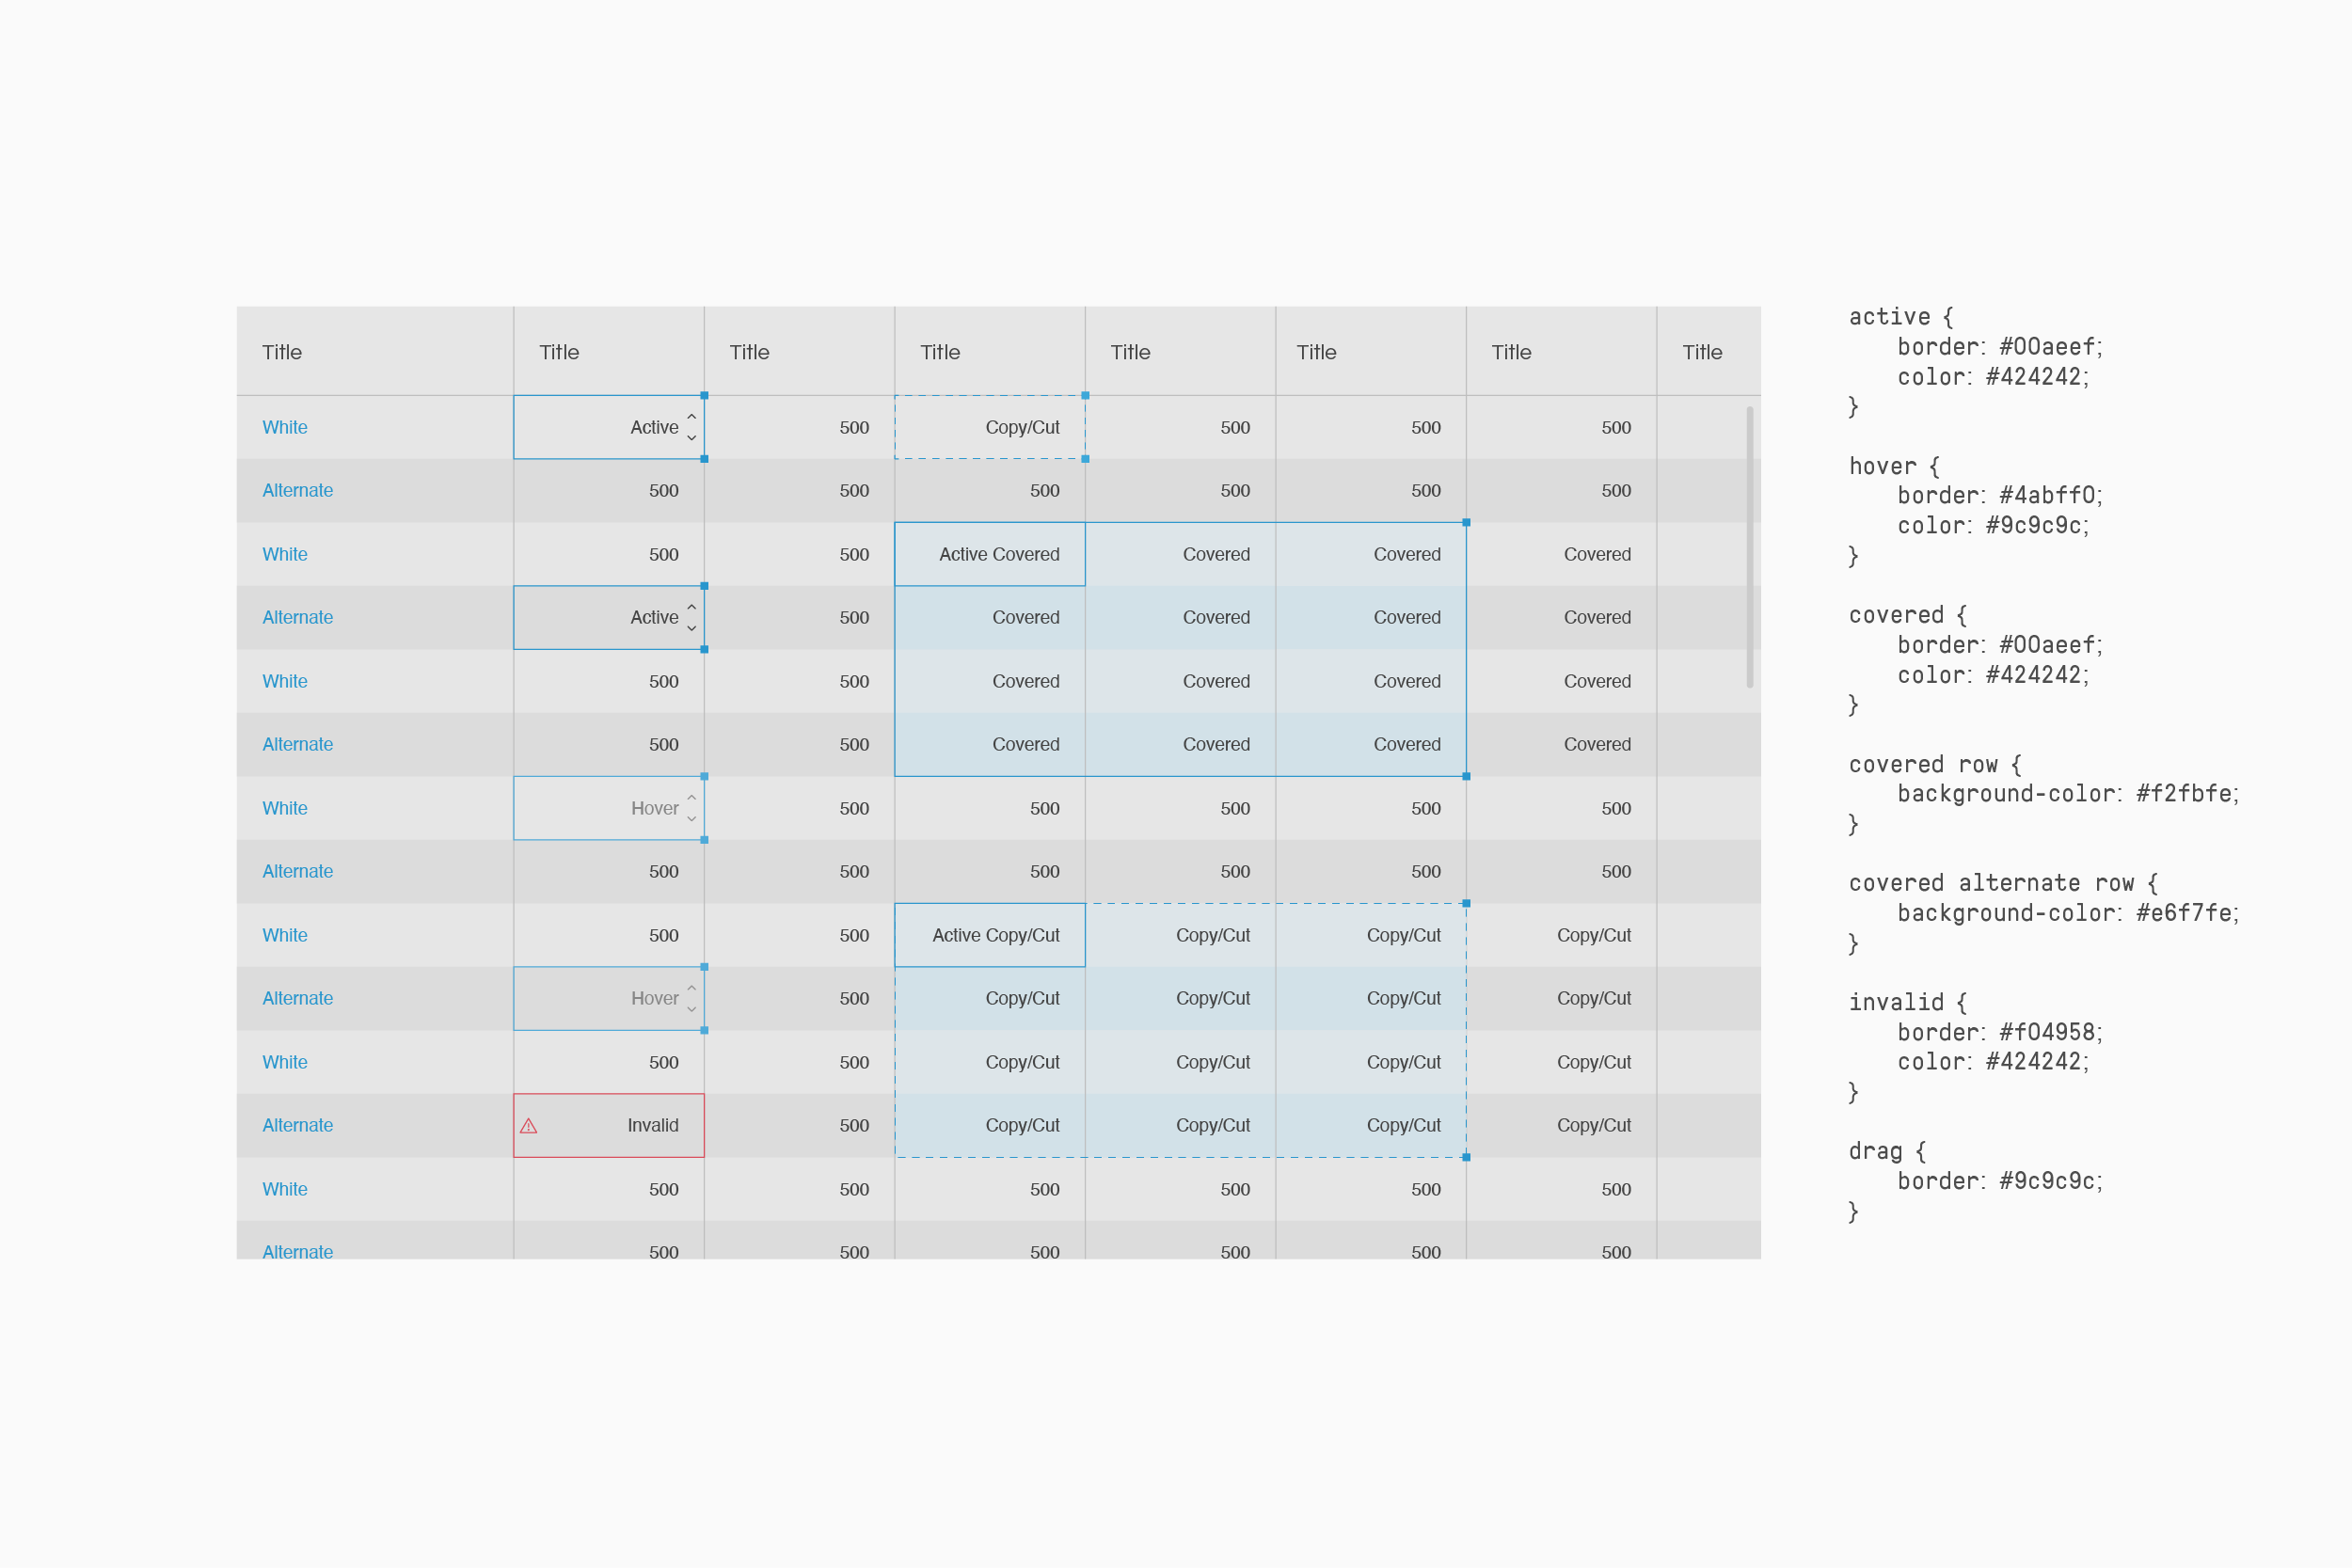 Title Title Title Title Title Title Title Title
White Active 500 Copy/Cut 500 500 500
Alternate 500 500 500 500 500 500
White 500 500 Active Covered Covered Covered Covered
Alternate Active 500 Covered Covered Covered Covered
White 500 500 Covered Covered Covered Covered
Alternate 500 500 Covered Covered Covered Covered
White Hover 500 500 500 500 500
Alternate 500 500 500 500 500 500
White 500 500 Active Copy/Cut Copy/Cut Copy/Cut Copy/Cut
Alternate Hover 500 Copy/Cut Copy/Cut Copy/Cut Copy/Cut
White 500 500 Copy/Cut Copy/Cut Copy/Cut Copy/Cut
Alternate Invalid 500 Copy/Cut Copy/Cut Copy/Cut Copy/Cut
White 500 500 500 500 500 500
Alternate 500 500 500 500 500 500
active {
border: #00aeef;
color: #424242;
}
hover {
border: #4abff0;
color: #9c9c9c;
}
covered {
border: #00aeef;
color: #424242;
}
covered row {
background-color: #f2fbfe;
}
covered alternate row {
background-color: #e6f7fe;
}
invalid {
border: #f04958;
color: #424242;
}
drag {
border: #9c9c9c;
}